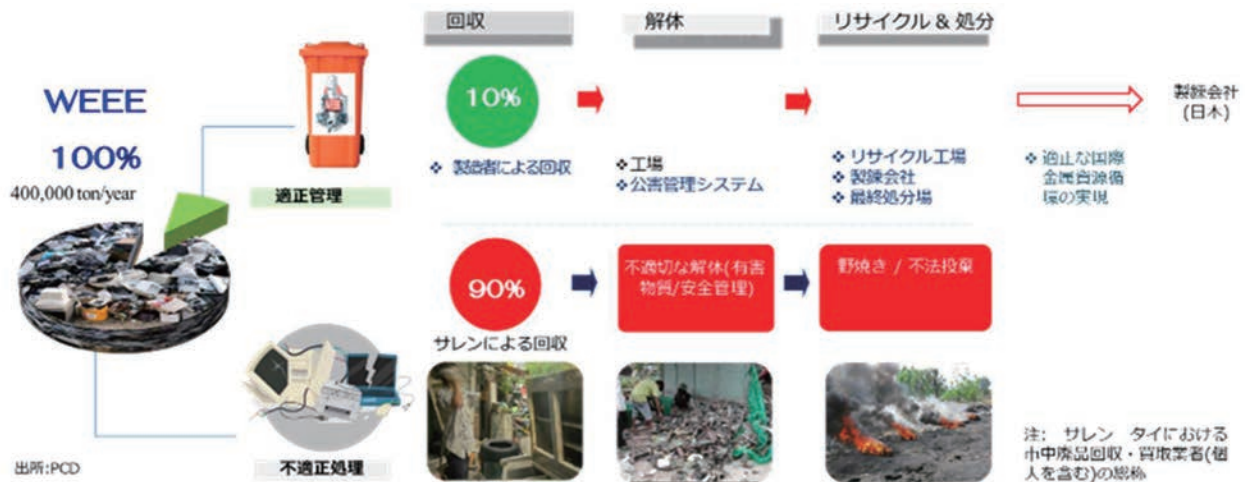 回収
解体
リサイクル & 処分
WEEE
100%
400,000 ton/year
適正管理
10%
❖ 製造者による回収
❖工場
❖公害管理システム
❖ リサイクル工場
❖ 製錬会社
❖ 最終処分場
製錬会社
(日本)
❖ 適正な国際
金属資源循
環の実現
90%
サレンによる回収
不適切な解体(有害
物質/安全管理)
野焼き / 不法投棄
不適正処理
出所:PCD
注: サレン タイにおける
市中廃品回収・買取業者(個
人を含む)の総称